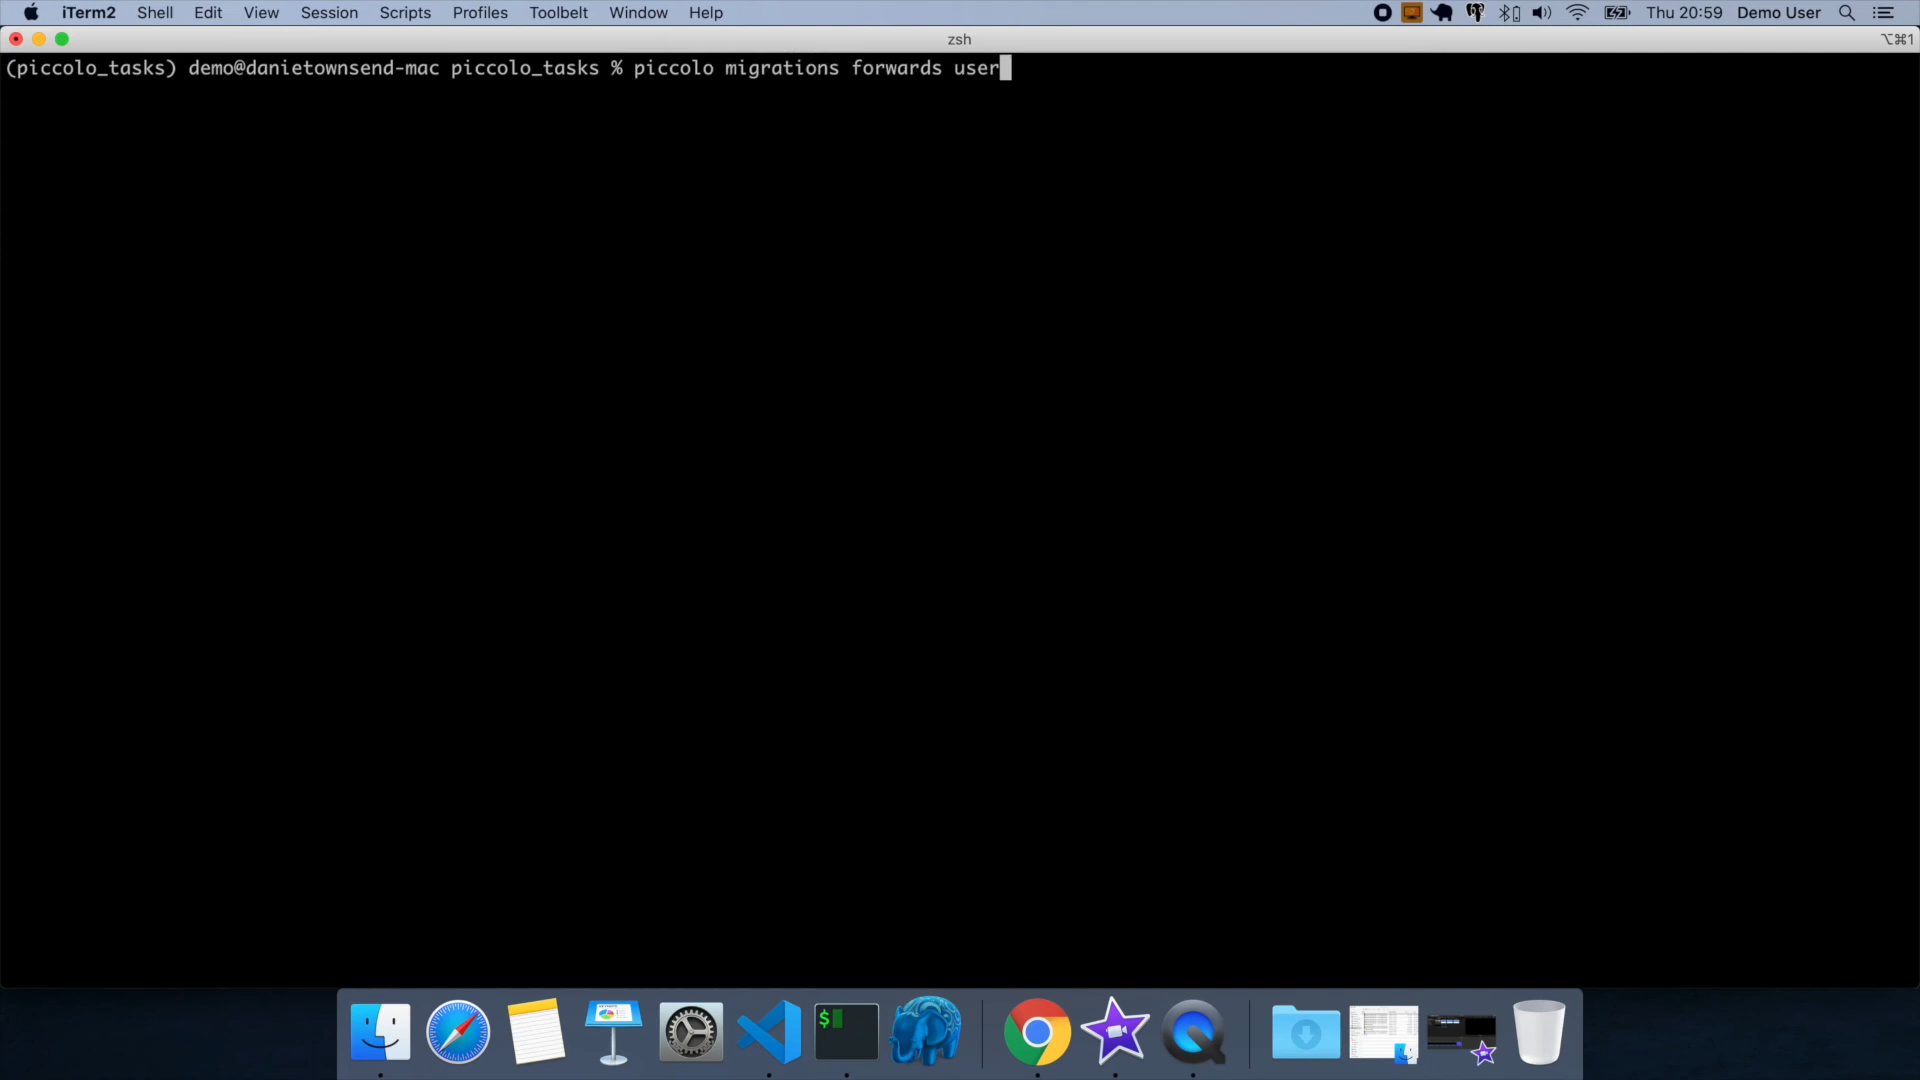 iTerm2 Shell Edit View Session Scripts Profiles Toolbelt Window Help Thu 20:59 Demo User
zsh ⌥⌘1
(piccolo_tasks) demo@danietownsend-mac piccolo_tasks % piccolo migrations forwards user
$